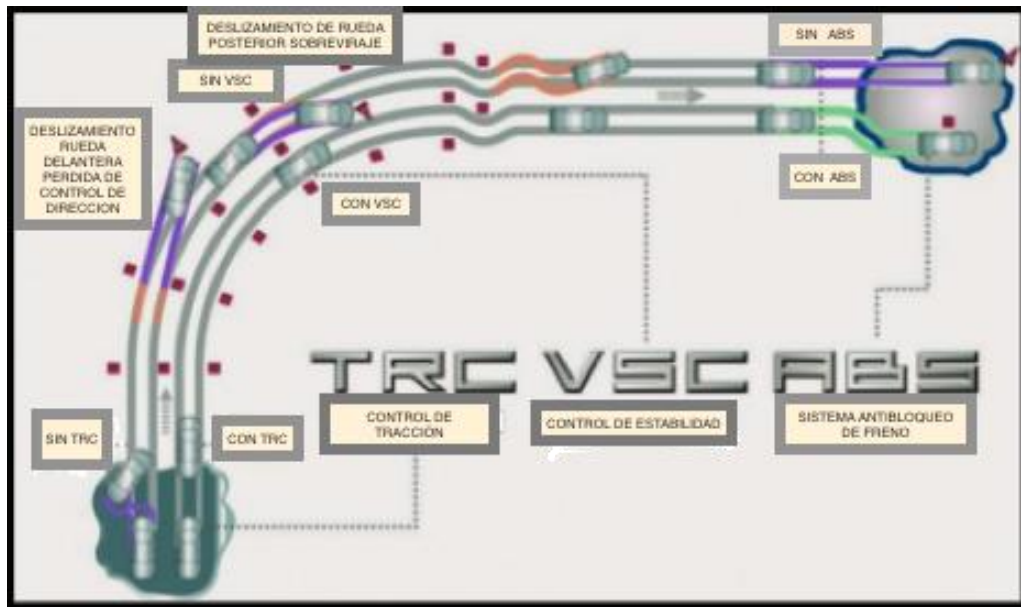 DESLIZAMIENTO DE RUEDA
POSTERIOR SOBREVIRAJE
SIN ABS
SIN VSC
DESLIZAMIENTO
RUEDA
DELANTERA
PERDIDA DE
CONTROL DE
DIRECCION
CON ABS
CON VSC
TRC VSC ABS
SIN TRC
CON TRC
CONTROL DE
TRACCIÓN
CONTROL DE ESTABILIDAD
SISTEMA ANTIBLOQUEO
DE FRENO